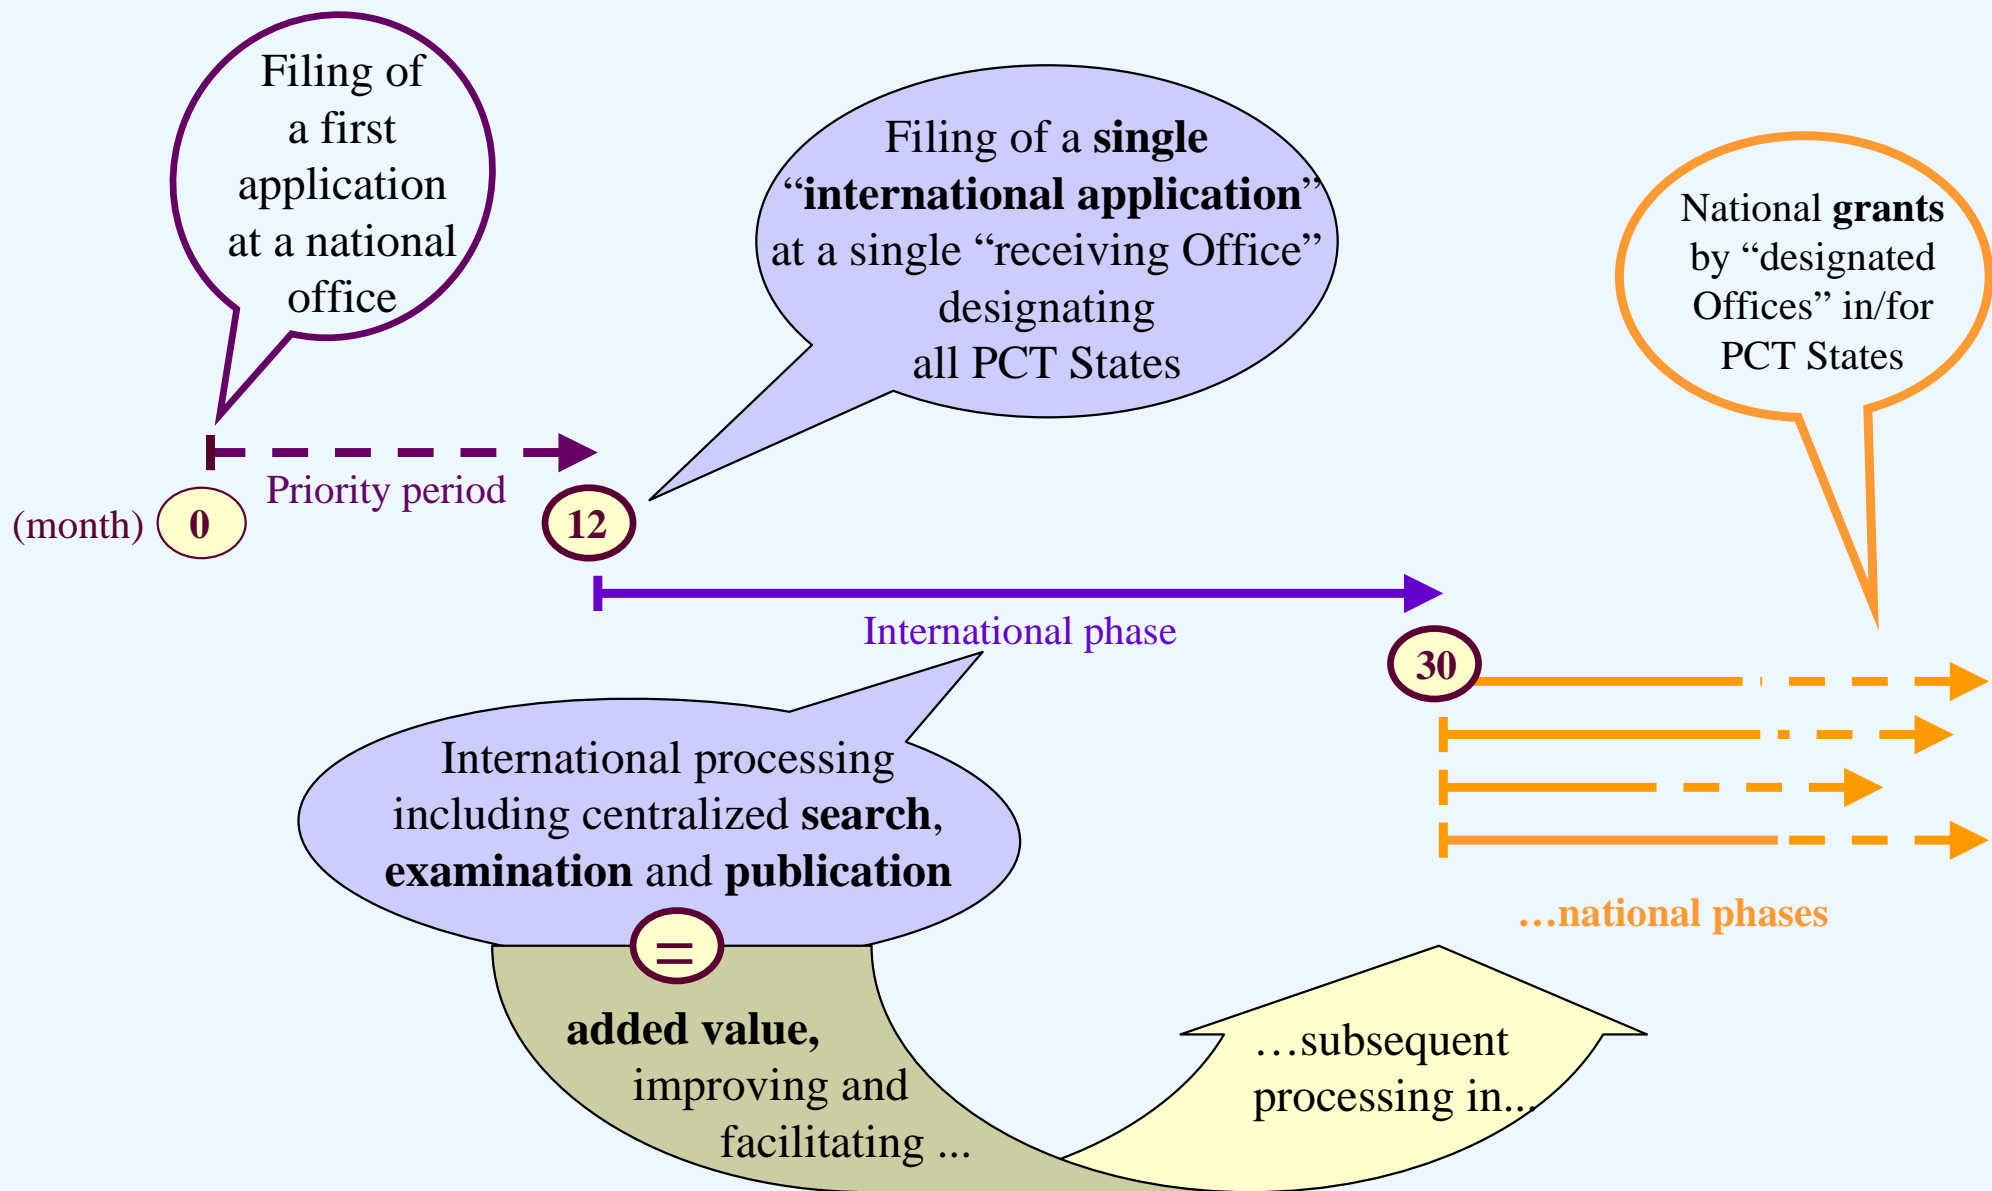 Filing of
a first
application
at a national
office
Filing of a single
“international application”
at a single “receiving Office”
designating
all PCT States
National grants
by “designated
Offices” in/for
PCT States
Priority period
(month) 0
12
International phase
30
International processing
including centralized search,
examination and publication
=
added value,
improving and
facilitating ...
…subsequent
processing in...
…national phases